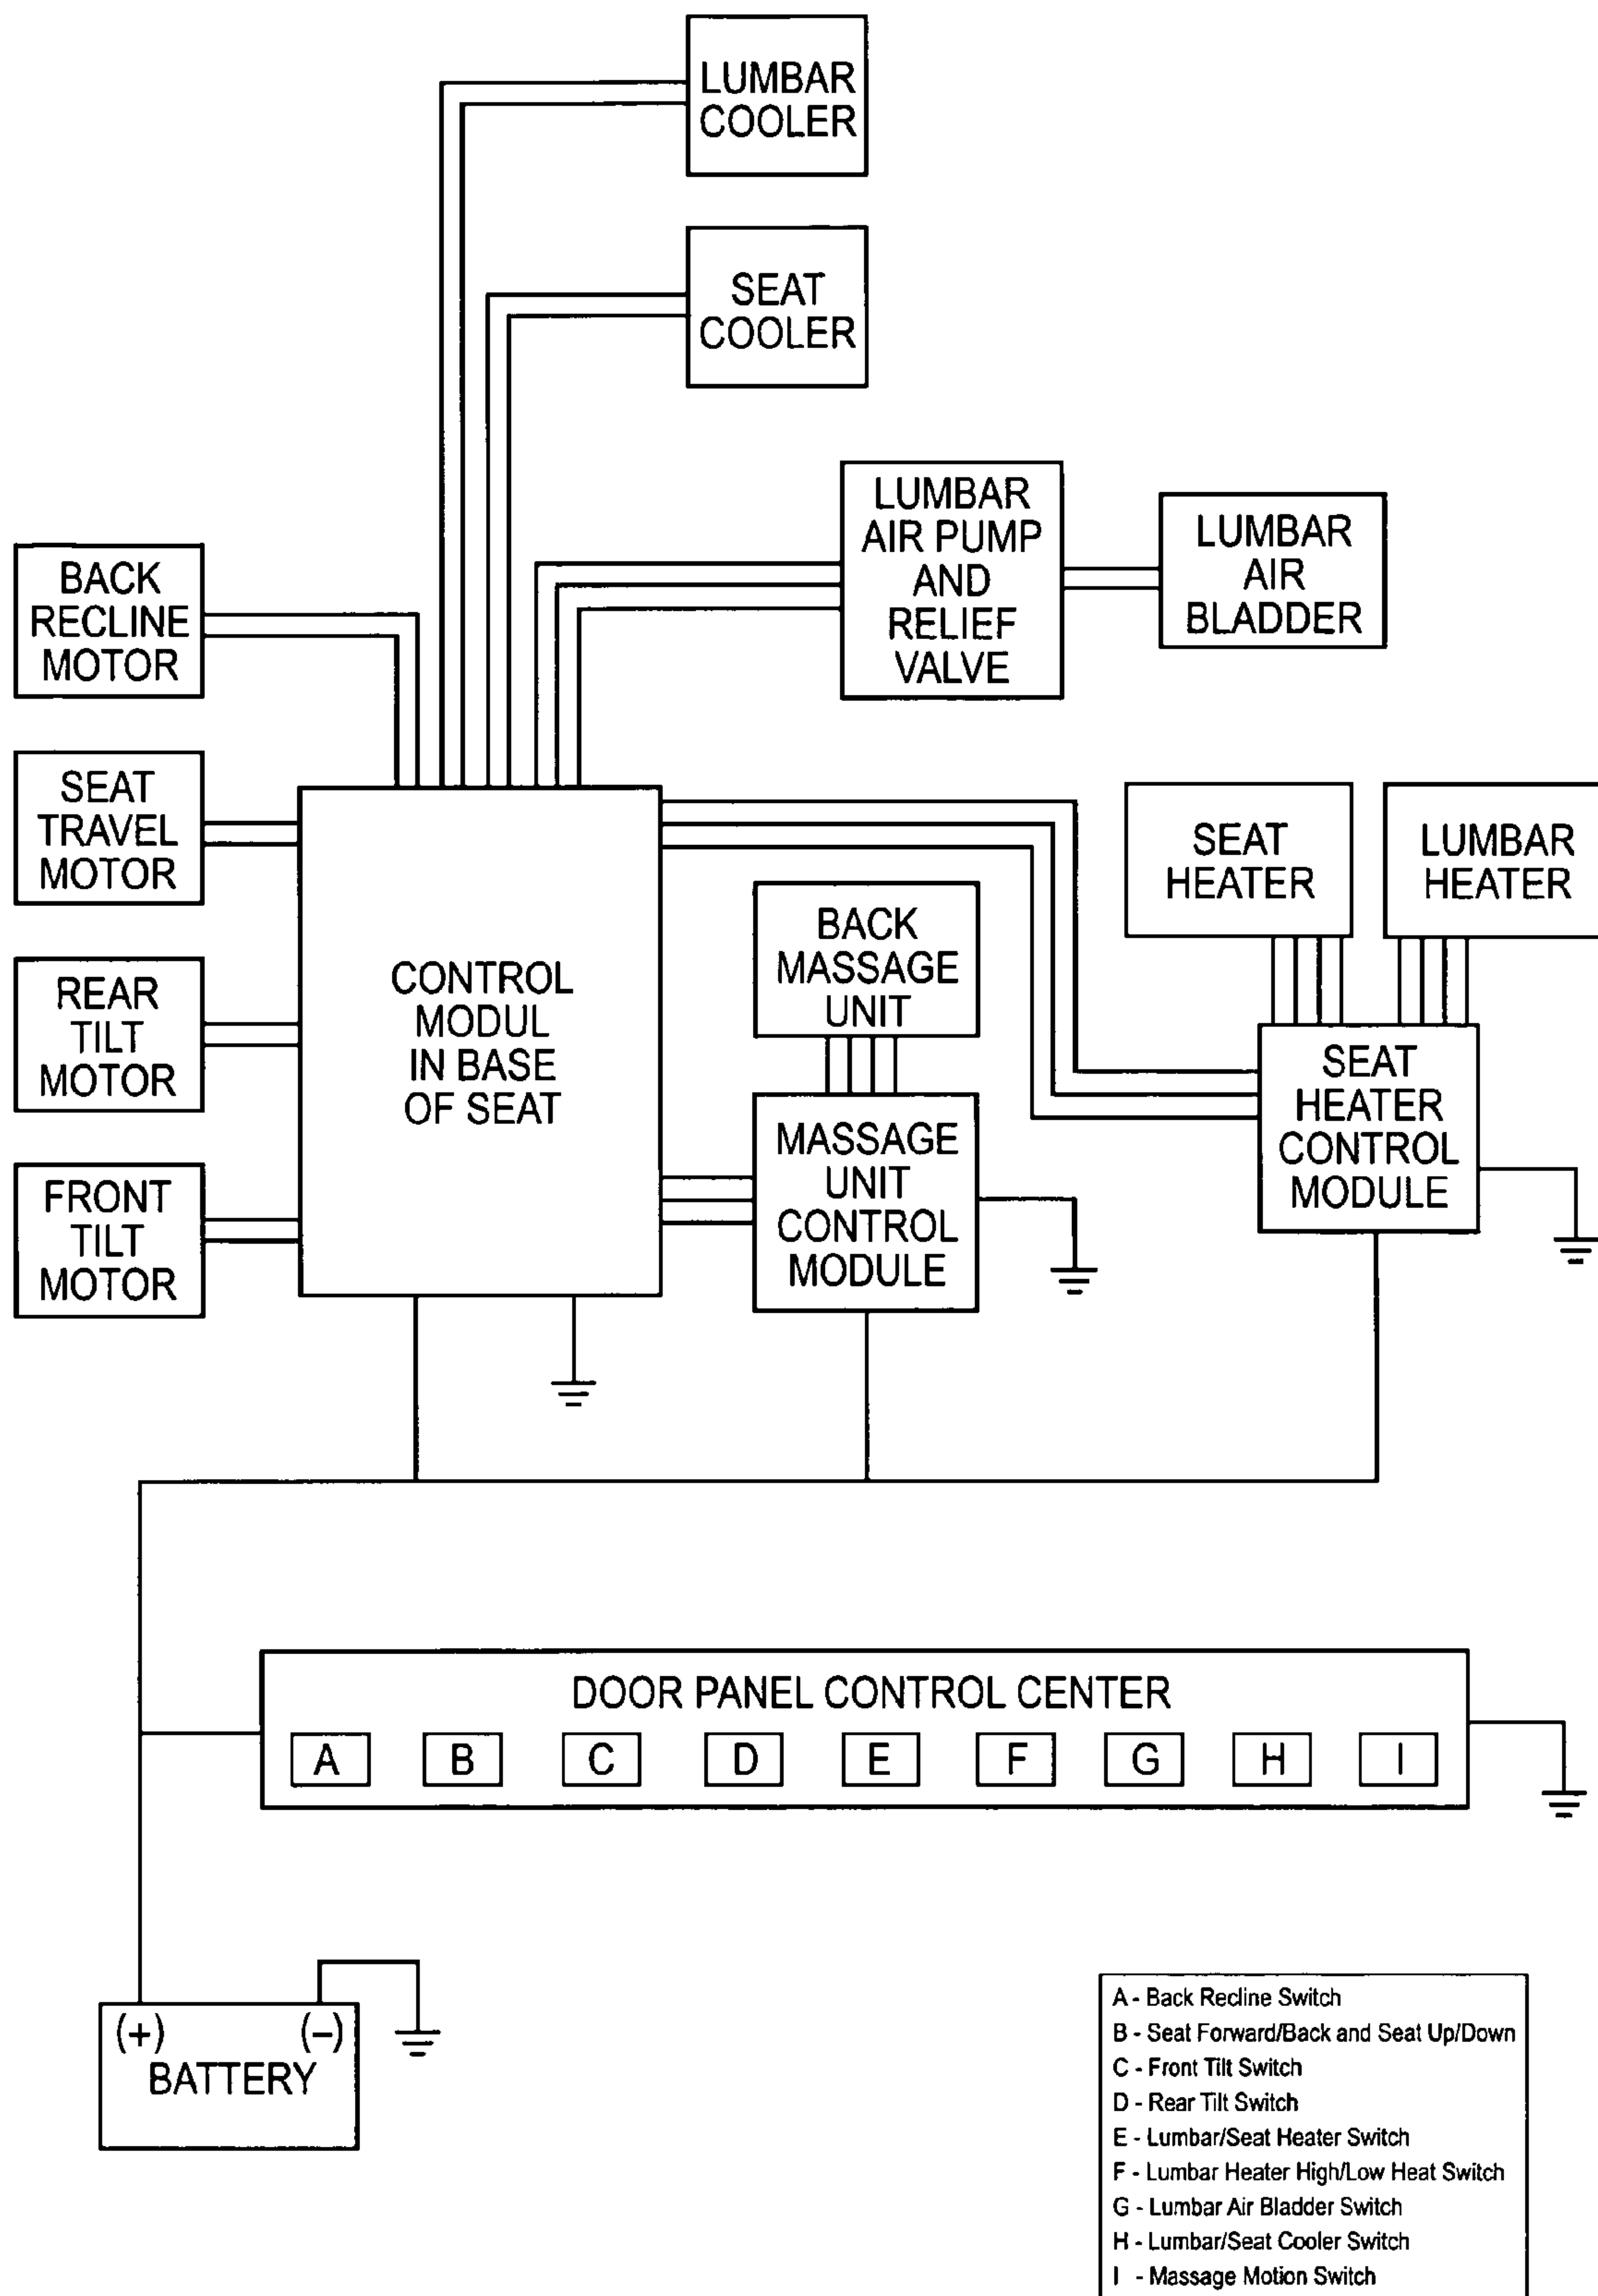 LUMBAR
COOLER
SEAT
COOLER
LUMBAR
AIR PUMP
AND
RELIEF
VALVE
LUMBAR
AIR
BLADDER
BACK
RECLINE
MOTOR
SEAT
TRAVEL
MOTOR
REAR
TILT
MOTOR
FRONT
TILT
MOTOR
CONTROL
MODUL
IN BASE
OF SEAT
BACK
MASSAGE
UNIT
MASSAGE
UNIT
CONTROL
MODULE
SEAT
HEATER
LUMBAR
HEATER
SEAT
HEATER
CONTROL
MODULE
DOOR PANEL CONTROL CENTER
A B C D E F G H I
(+) (-)
BATTERY
A - Back Recline Switch
B - Seat Forward/Back and Seat Up/Down
C - Front Tilt Switch
D - Rear Tilt Switch
E - Lumbar/Seat Heater Switch
F - Lumbar Heater High/Low Heat Switch
G - Lumbar Air Bladder Switch
H - Lumbar/Seat Cooler Switch
I - Massage Motion Switch